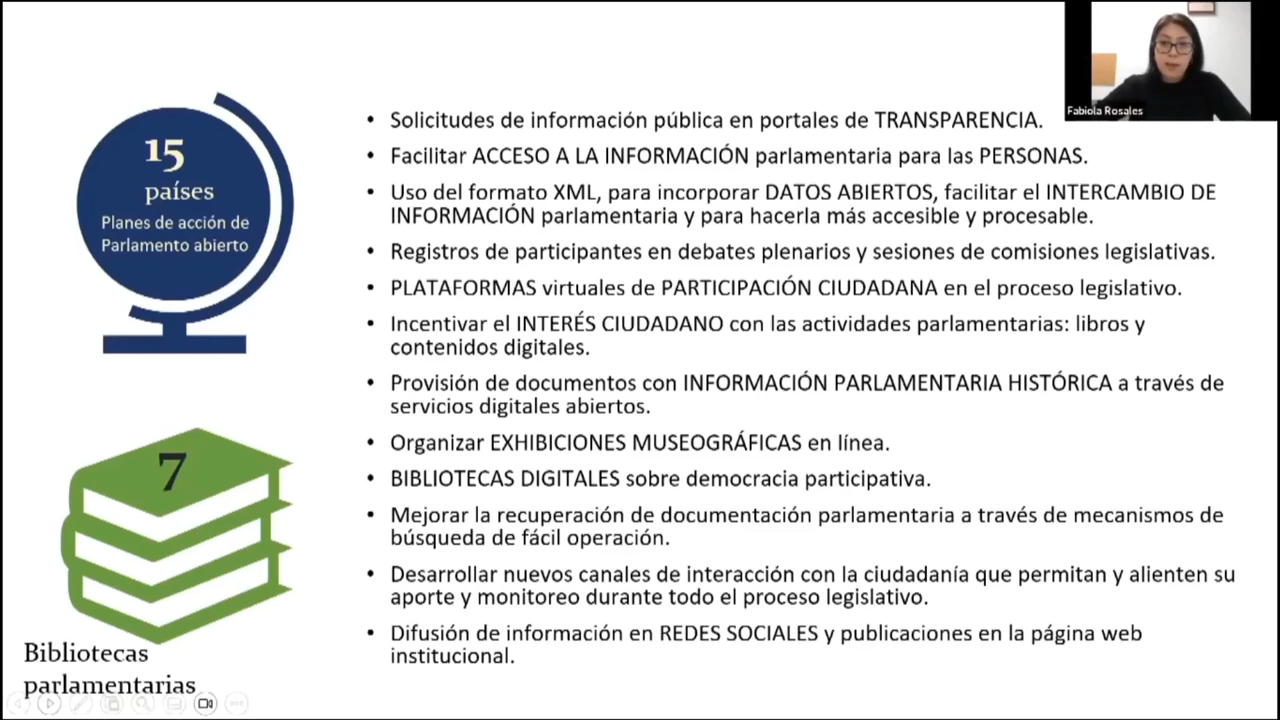 Fabiola Rosales
15
países
Planes de acción de
Parlamento abierto
7
Bibliotecas
parlamentarias
• Solicitudes de información pública en portales de TRANSPARENCIA.
• Facilitar ACCESO A LA INFORMACIÓN parlamentaria para las PERSONAS.
• Uso del formato XML, para incorporar DATOS ABIERTOS, facilitar el INTERCAMBIO DE
INFORMACIÓN parlamentaria y para hacerla más accesible y procesable.
• Registros de participantes en debates plenarios y sesiones de comisiones legislativas.
• PLATAFORMAS virtuales de PARTICIPACIÓN CIUDADANA en el proceso legislativo.
• Incentivar el INTERÉS CIUDADANO con las actividades parlamentarias: libros y
contenidos digitales.
• Provisión de documentos con INFORMACIÓN PARLAMENTARIA HISTÓRICA a través de
servicios digitales abiertos.
• Organizar EXHIBICIONES MUSEOGRÁFICAS en línea.
• BIBLIOTECAS DIGITALES sobre democracia participativa.
• Mejorar la recuperación de documentación parlamentaria a través de mecanismos de
búsqueda de fácil operación.
• Desarrollar nuevos canales de interacción con la ciudadanía que permitan y alienten su
aporte y monitoreo durante todo el proceso legislativo.
• Difusión de información en REDES SOCIALES y publicaciones en la página web
institucional.